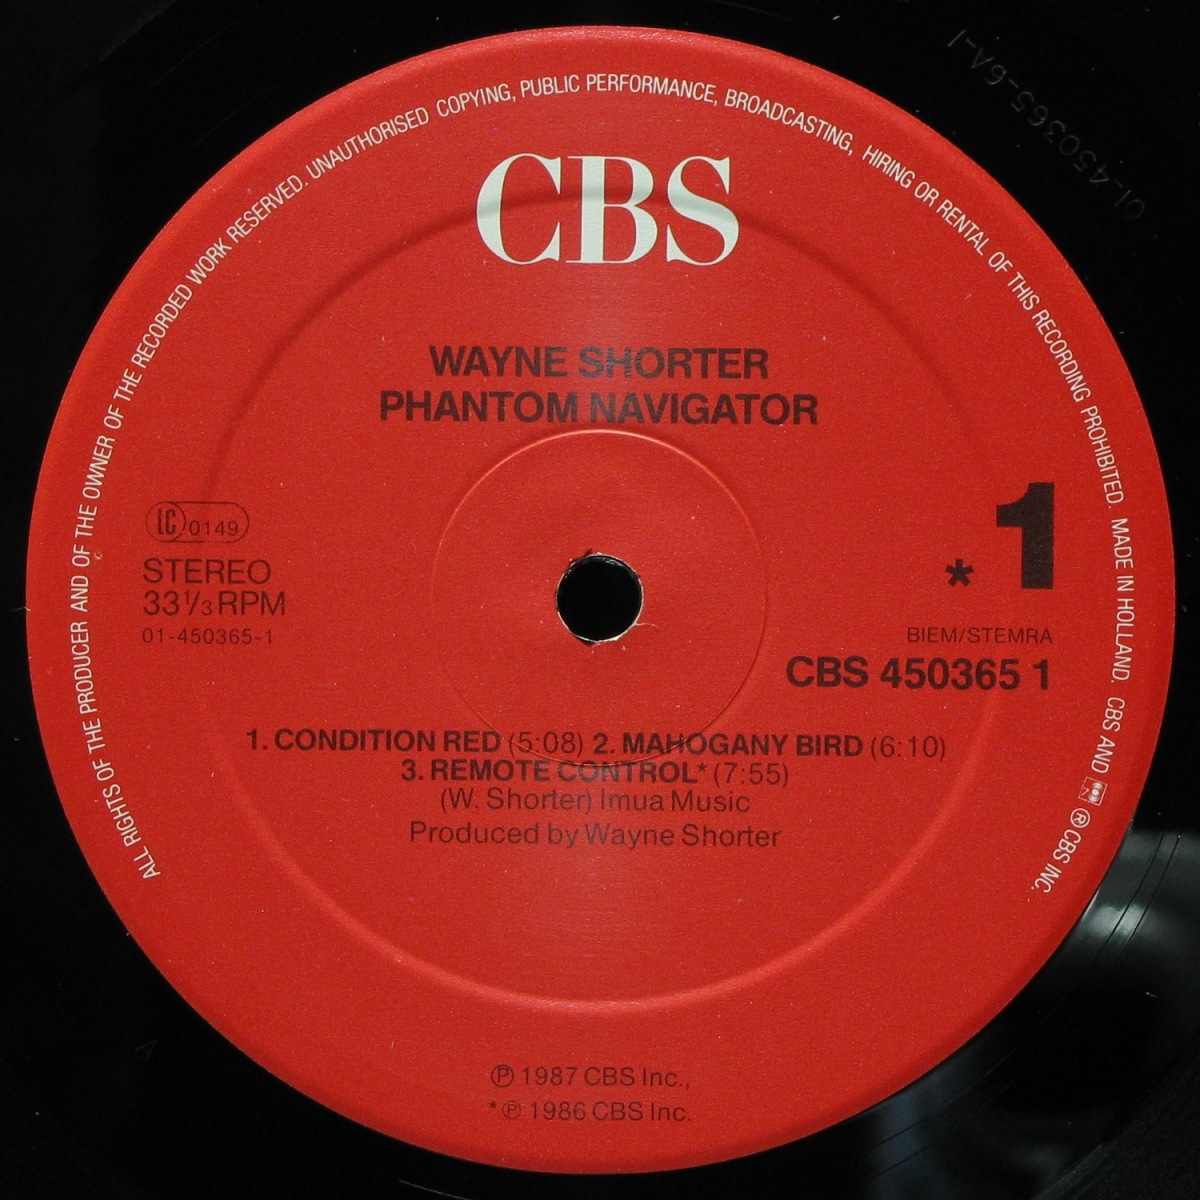 ALL RIGHTS OF THE PRODUCER AND OF THE OWNER OF THE RECORDED WORK RESERVED. UNAUTHORISED COPYING, PUBLIC PERFORMANCE, BROADCASTING, HIRING OR RENTAL OF THIS RECORDING PROHIBITED. MADE IN HOLLAND. CBS AND ® CBS INC.
01-450365-6A-1
CBS
WAYNE SHORTER
PHANTOM NAVIGATOR
LC 0149
STEREO
33⅓ RPM
01-450365-1
* 1
BIEM/STEMRA
CBS 450365 1
1. CONDITION RED (5:08) 2. MAHOGANY BIRD (6:10)
3. REMOTE CONTROL* (7:55)
(W. Shorter) Imua Music
Produced by Wayne Shorter
℗ 1987 CBS Inc.,
* ℗ 1986 CBS Inc.